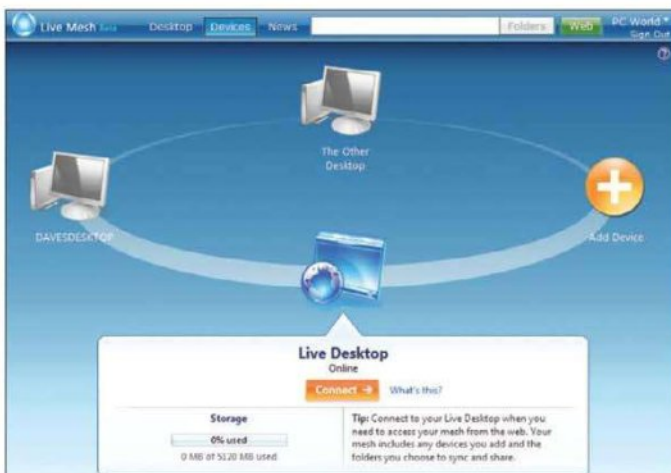 Live Mesh Beta Desktop Devices News Folders Web PC World
Sign Out
The Other
Desktop
DAVESDESKTOP
Add Device
Live Desktop
Online
Connect What's this?
Storage
0% used
0 MB of 5120 MB used
Tip: Connect to your Live Desktop when you
need to access your mesh from the web. Your
mesh includes any devices you add and the
folders you choose to sync and share.